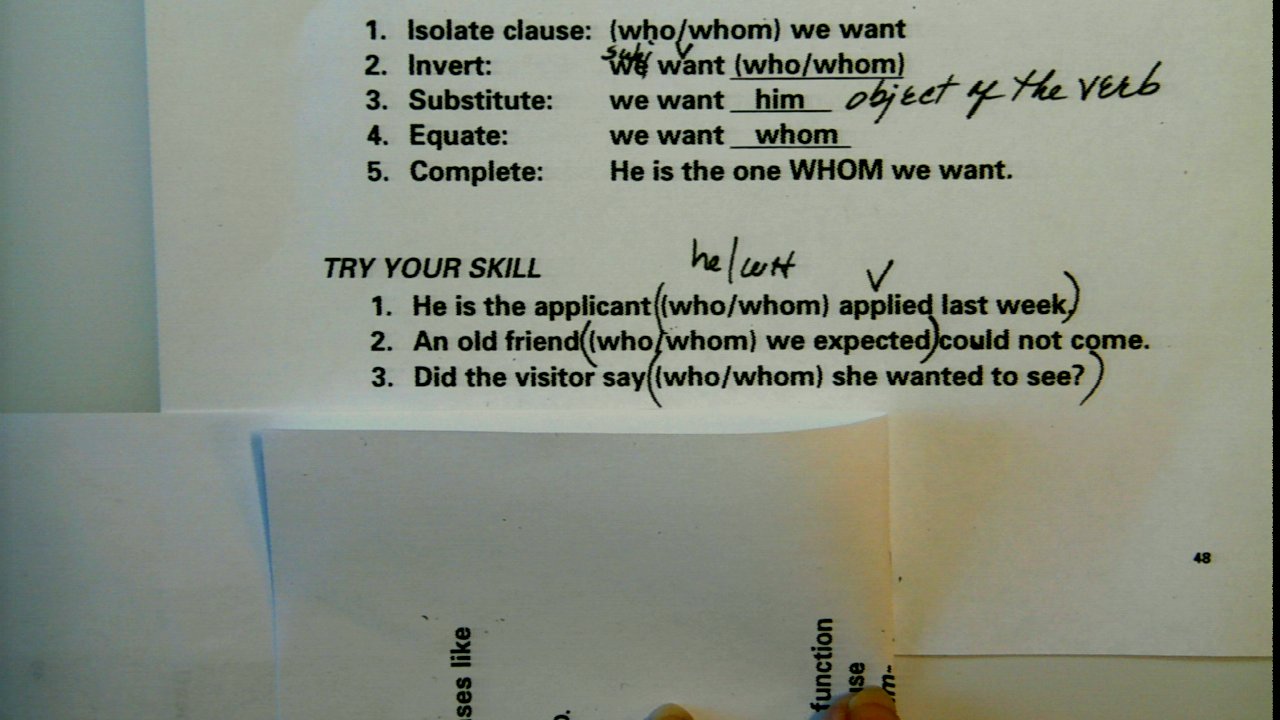 1. Isolate clause: (who/whom) we want
subj v
2. Invert: we want (who/whom)
3. Substitute: we want him object of the verb
4. Equate: we want whom
5. Complete: He is the one WHOM we want.
TRY YOUR SKILL
he/ v
1. He is the applicant ((who/whom) applied last week.)
2. An old friend ((who/whom) we expected) could not come.
3. Did the visitor say ((who/whom) she wanted to see?)
48
ses like
o.
function
se
m-